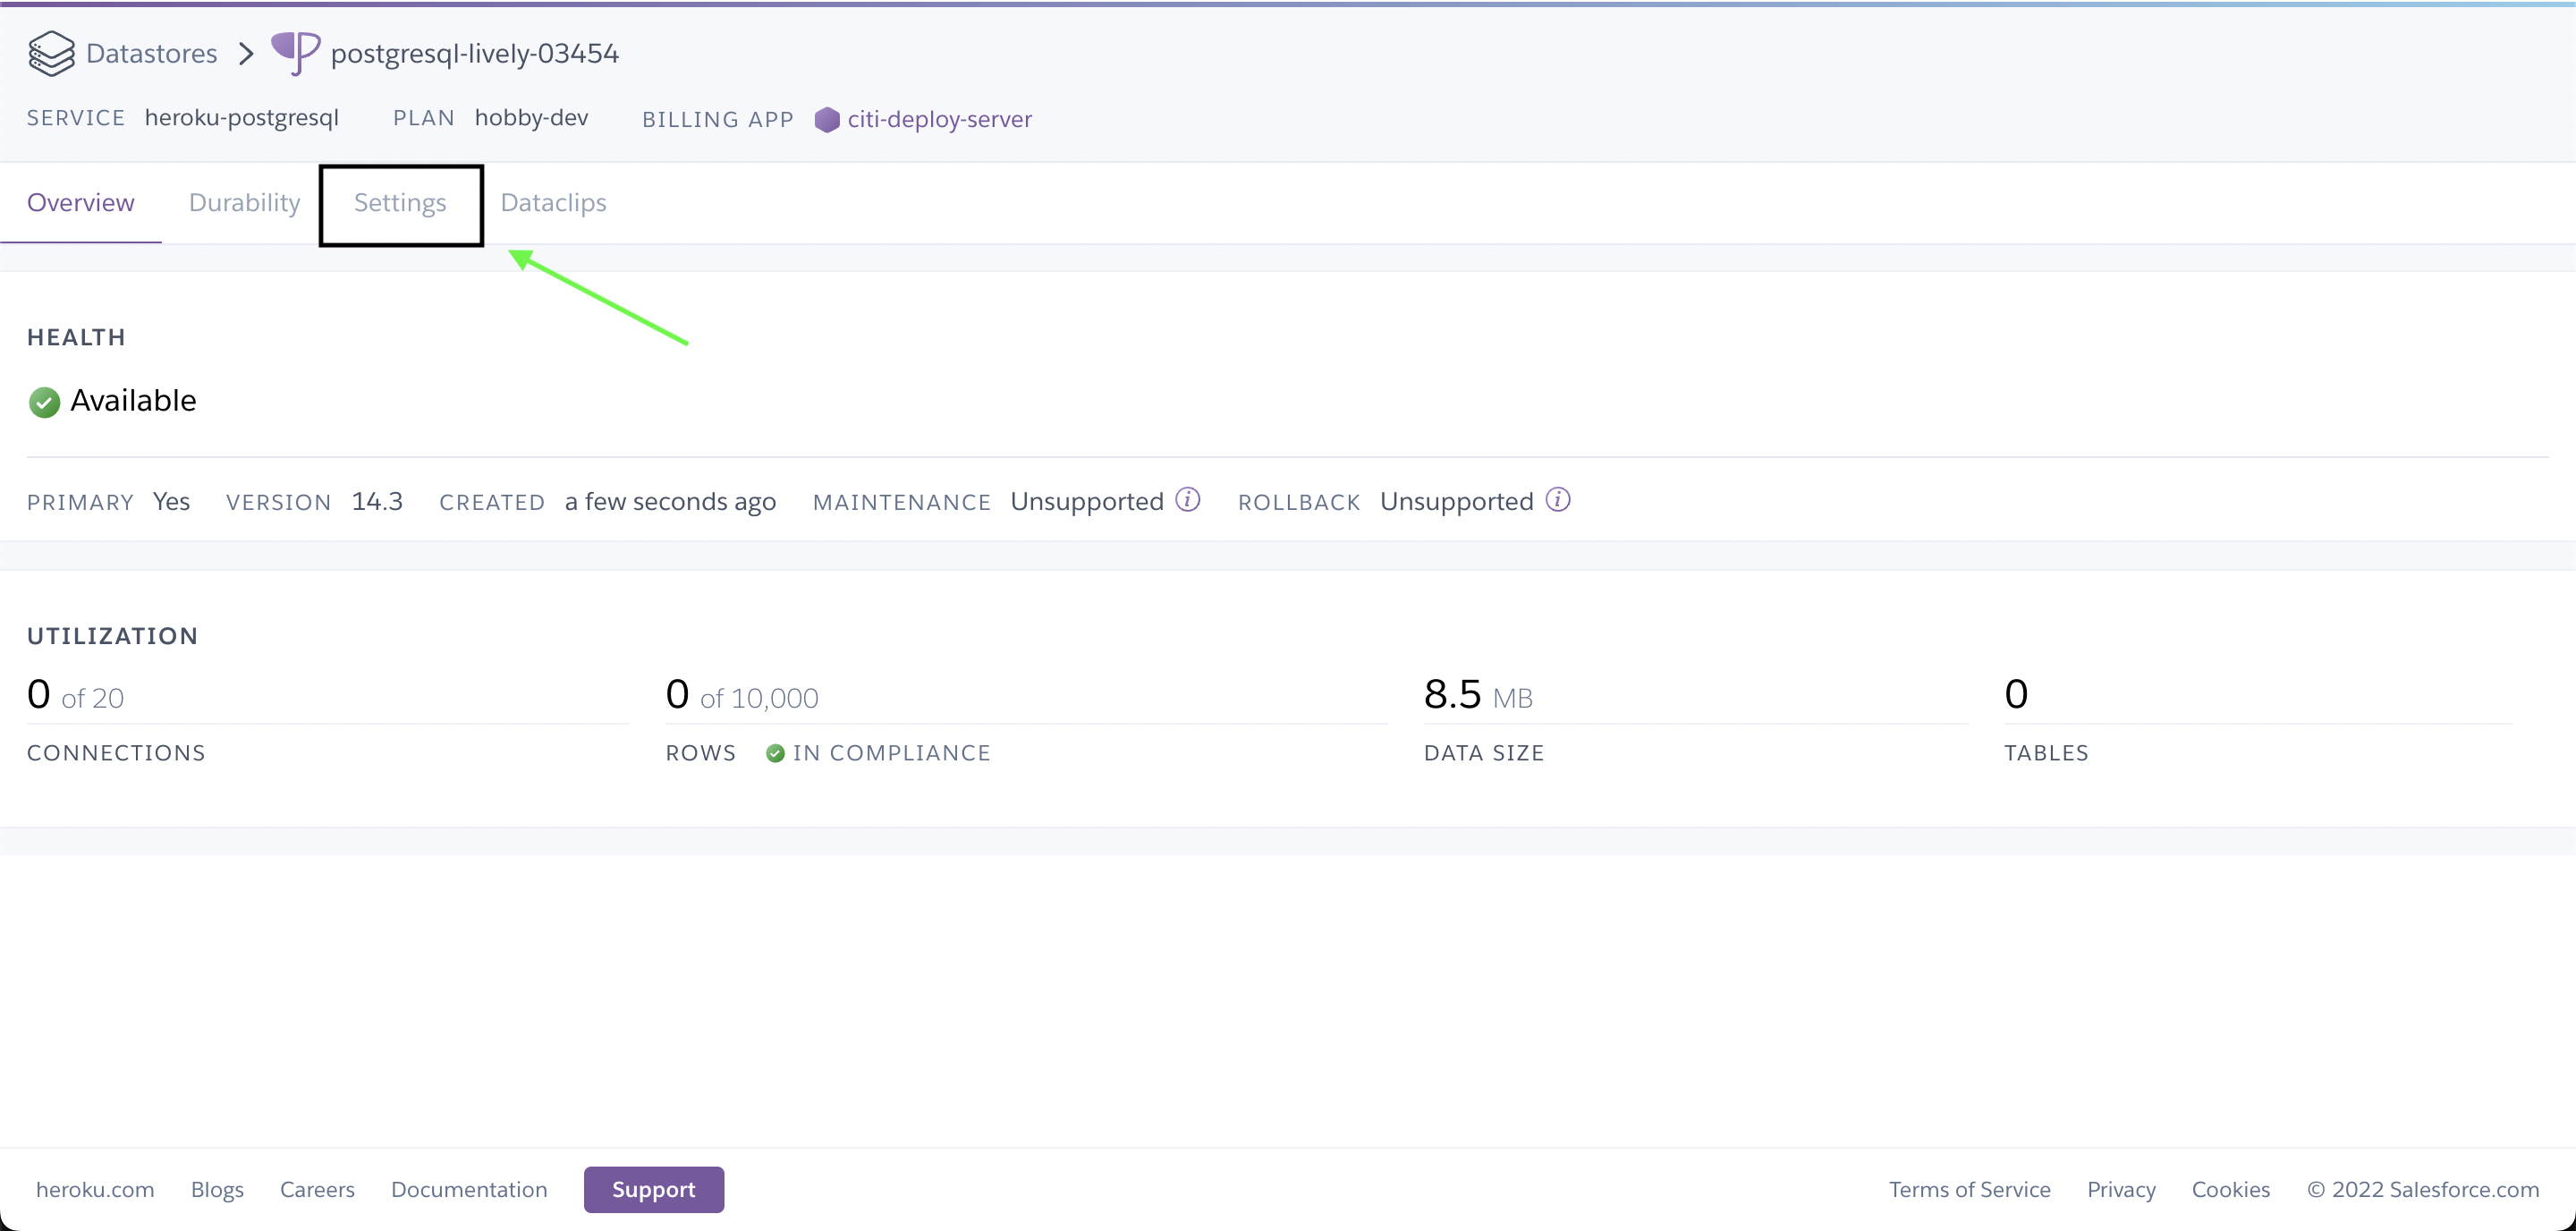 Datastores postgresql-lively-03454
SERVICE heroku-postgresql PLAN hobby-dev BILLING APP citi-deploy-server
Overview Durability Settings Dataclips
HEALTH
Available
PRIMARY Yes VERSION 14.3 CREATED a few seconds ago MAINTENANCE Unsupported ROLLBACK Unsupported
UTILIZATION
0 of 20 0 of 10,000 8.5 MB 0
CONNECTIONS ROWS IN COMPLIANCE DATA SIZE TABLES
heroku.com Blogs Careers Documentation Support Terms of Service Privacy Cookies © 2022 Salesforce.com